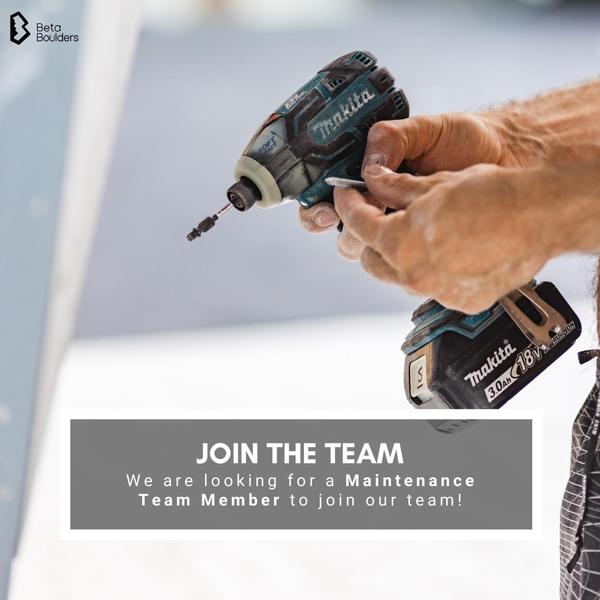 Beta
Boulders
makita
makita
3.0Ah
18V
JOIN THE TEAM
We are looking for a Maintenance
Team Member to join our team!